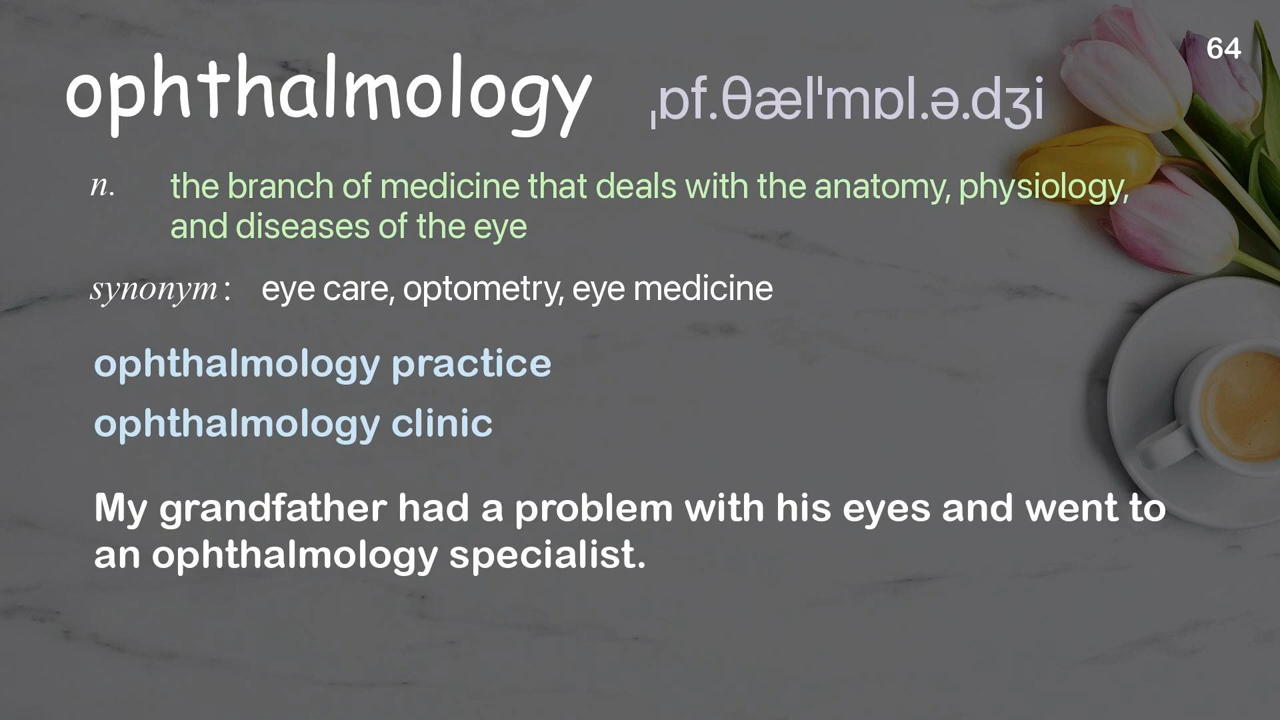 64
ophthalmology ˌɒf.θælˈmɒl.ə.dʒi
n. the branch of medicine that deals with the anatomy, physiology,
and diseases of the eye
synonym : eye care, optometry, eye medicine
ophthalmology practice
ophthalmology clinic
My grandfather had a problem with his eyes and went to
an ophthalmology specialist.